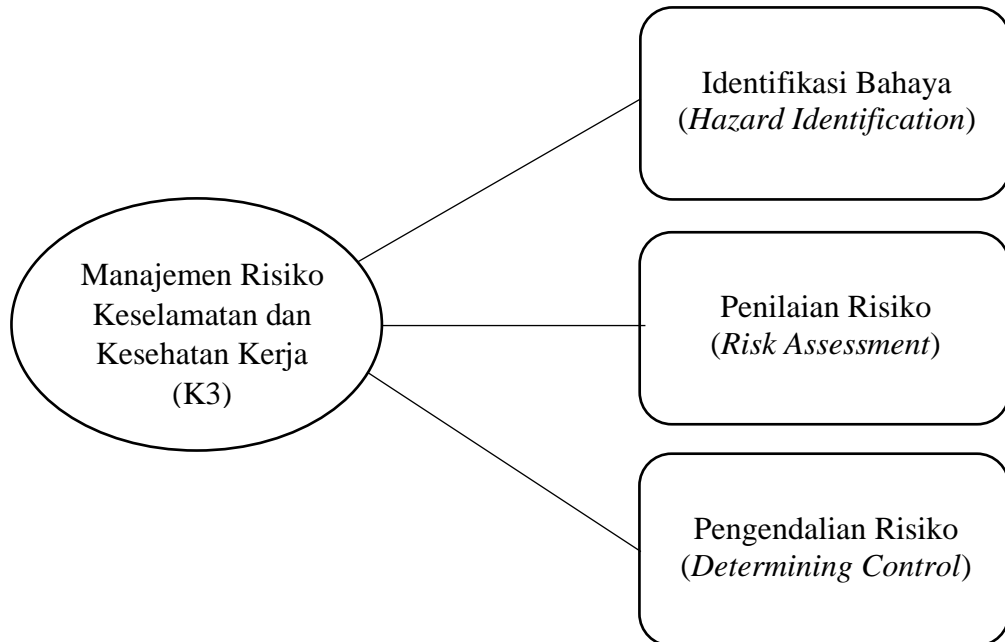 Manajemen Risiko
Keselamatan dan
Kesehatan Kerja
(K3)
Identifikasi Bahaya
(Hazard Identification)
Penilaian Risiko
(Risk Assessment)
Pengendalian Risiko
(Determining Control)